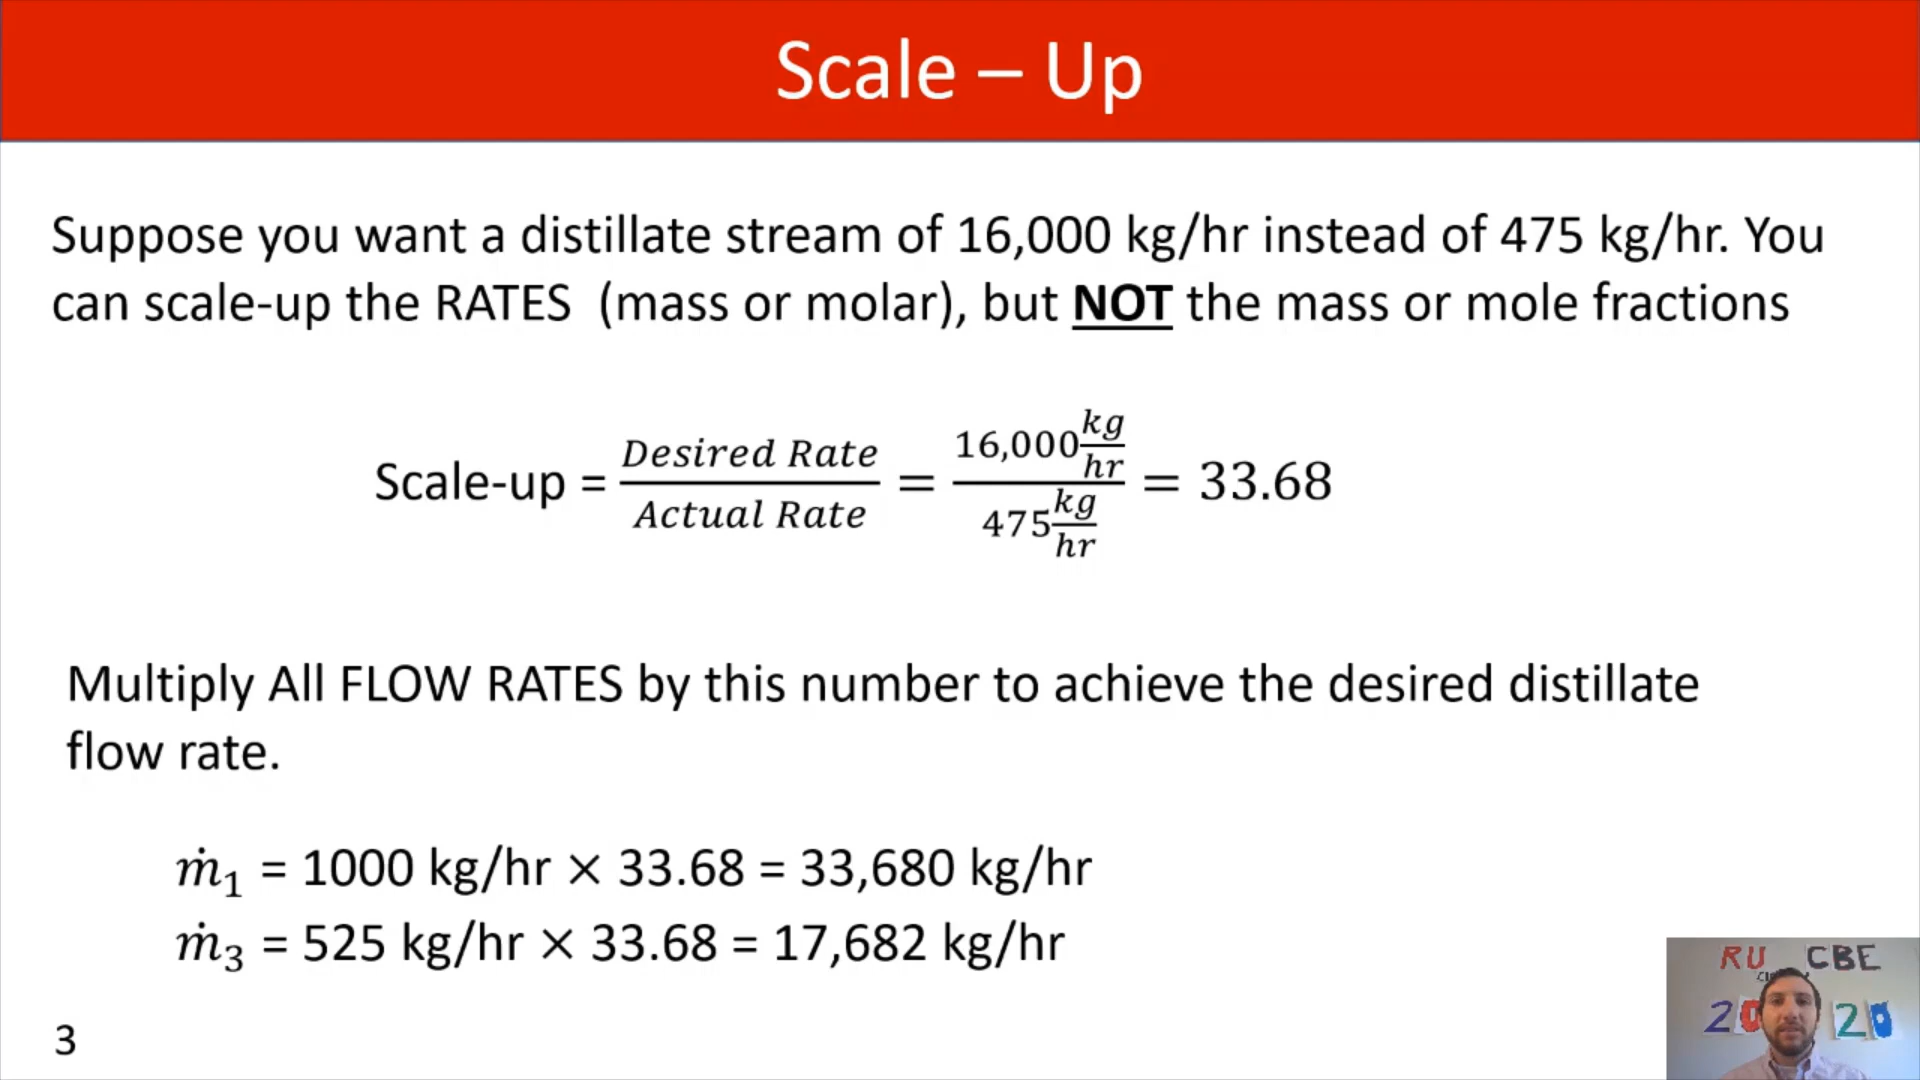 Scale – Up
Suppose you want a distillate stream of 16,000 kg/hr instead of 475 kg/hr. You
can scale-up the RATES (mass or molar), but NOT the mass or mole fractions
Scale-up = \frac{Desired Rate}{Actual Rate} = \frac{16,000\frac{kg}{hr}}{475\frac{kg}{hr}} = 33.68
Multiply All FLOW RATES by this number to achieve the desired distillate
flow rate.
ṁ₁ = 1000 kg/hr × 33.68 = 33,680 kg/hr
ṁ₃ = 525 kg/hr × 33.68 = 17,682 kg/hr
RU CBE
3